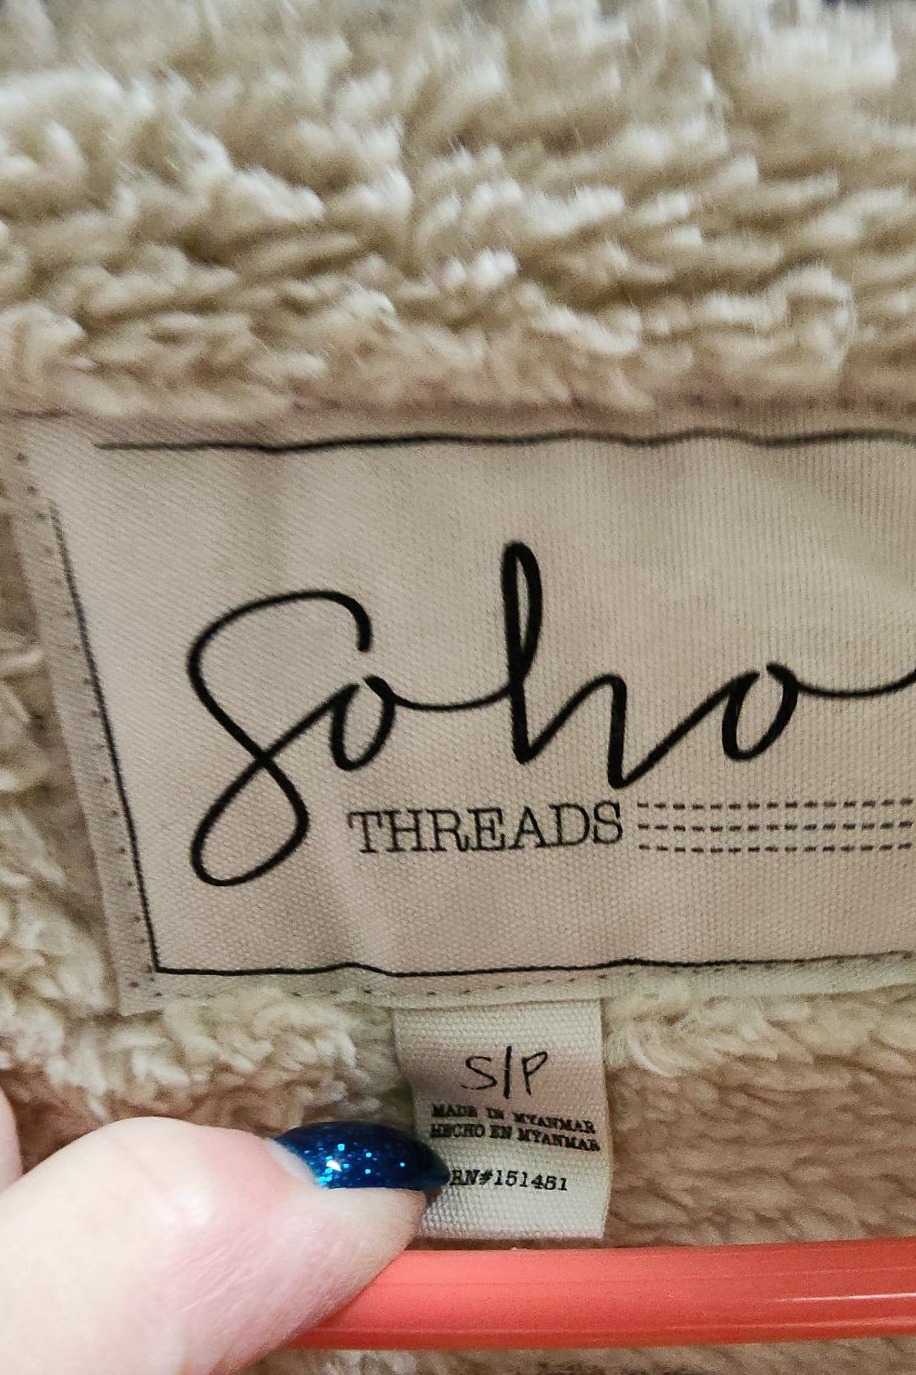 Soho
THREADS
S/P
MADE IN MYANMAR
HECHO EN MYANMAR
RN#151451